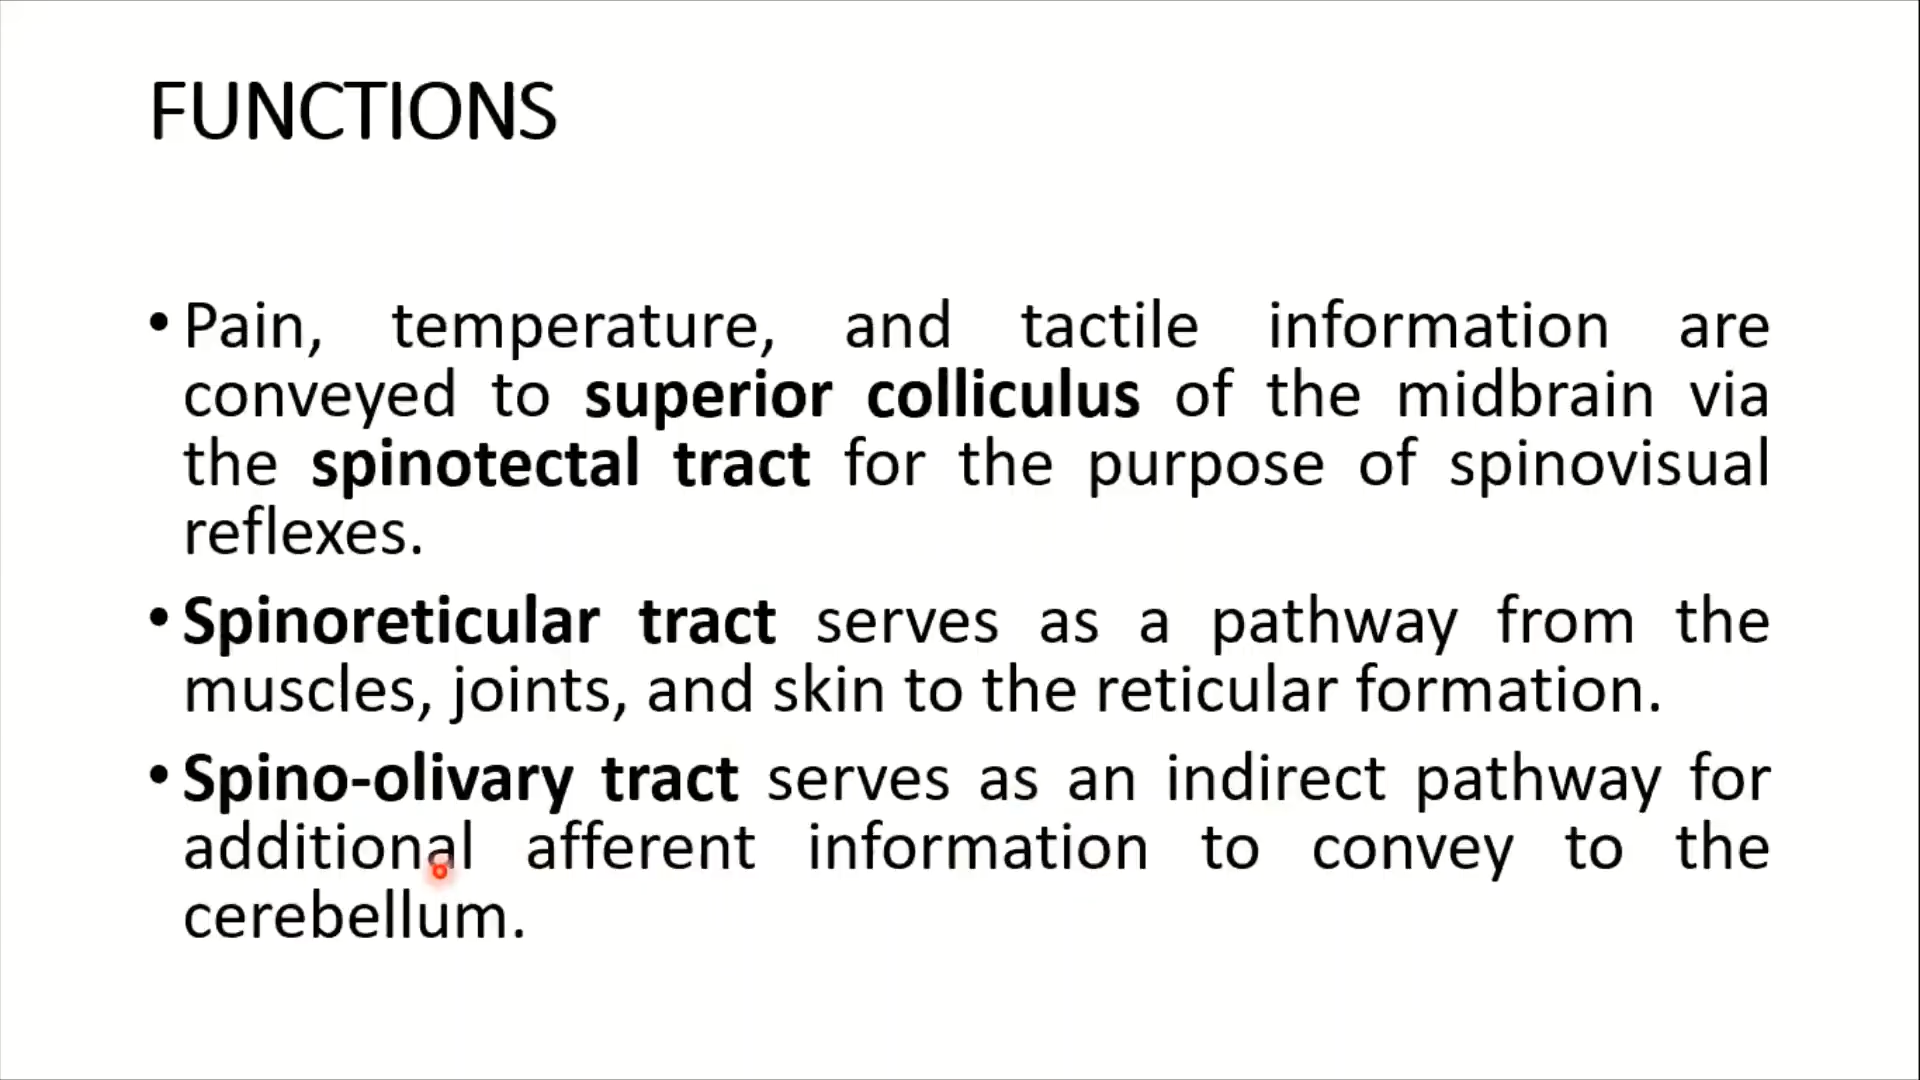 FUNCTIONS
• Pain, temperature, and tactile information are
conveyed to superior colliculus of the midbrain via
the spinotectal tract for the purpose of spinovisual
reflexes.
• Spinoreticular tract serves as a pathway from the
muscles, joints, and skin to the reticular formation.
• Spino-olivary tract serves as an indirect pathway for
additional afferent information to convey to the
cerebellum.